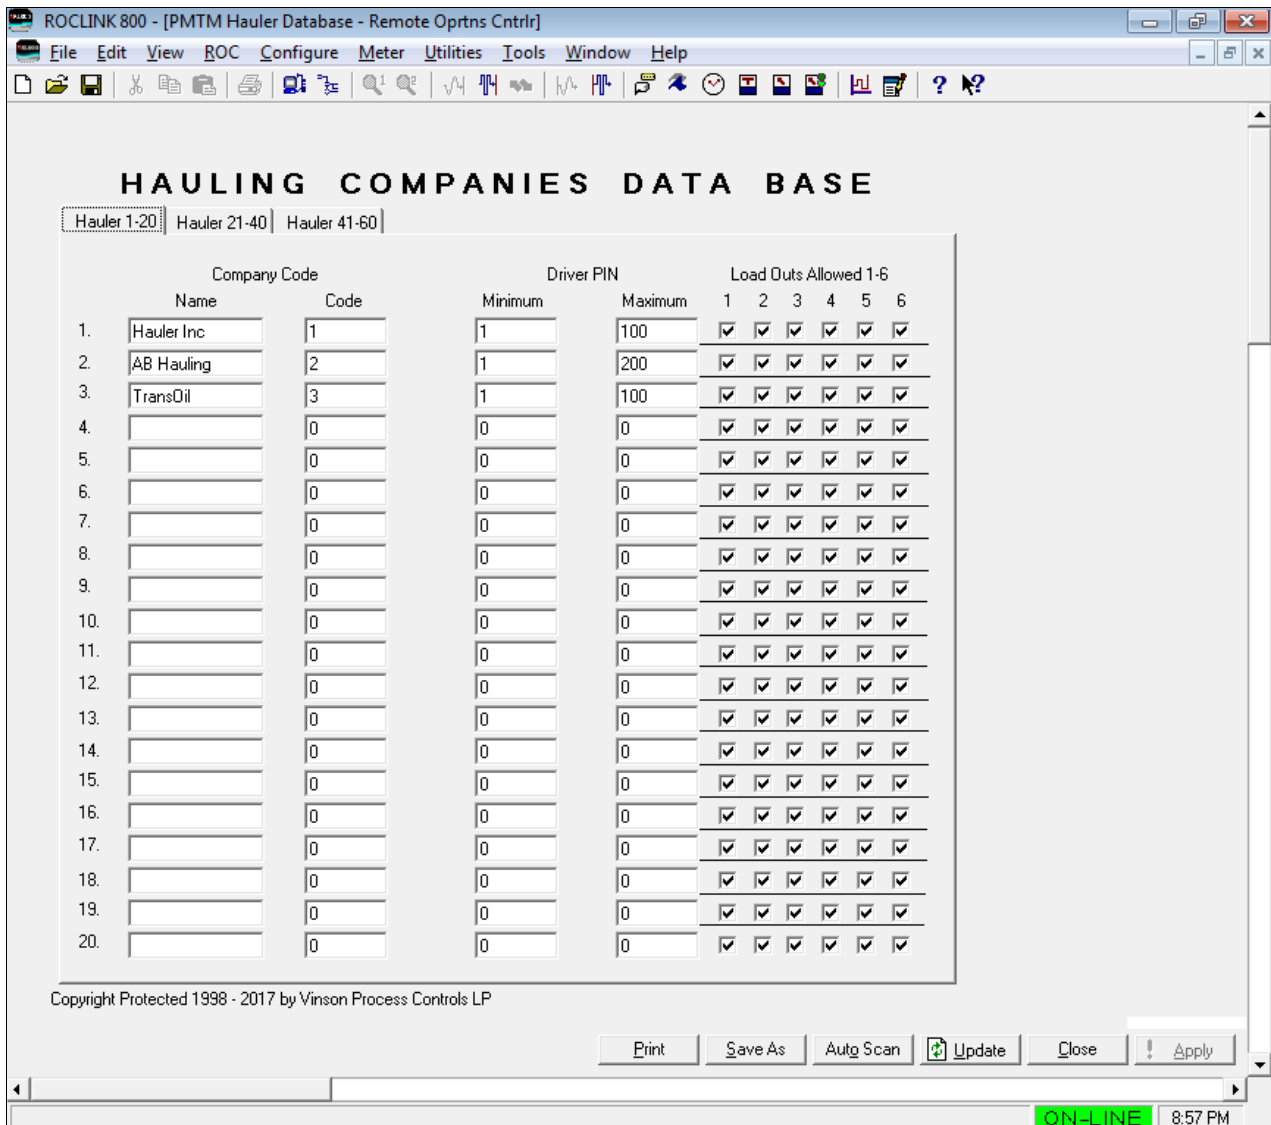 ROCLINK 800 - [PMTM Hauler Database - Remote Oprtns Cntrlr]
File Edit View ROC Configure Meter Utilities Tools Window Help
HAULING COMPANIES DATA BASE
Hauler 1-20 Hauler 21-40 Hauler 41-60
Company Code Driver PIN Load Outs Allowed 1-6
Name Code Minimum Maximum 1 2 3 4 5 6
1. Hauler Inc 1 1 100
2. AB Hauling 2 1 200
3. TransOil 3 1 100
4. 0 0 0
5. 0 0 0
6. 0 0 0
7. 0 0 0
8. 0 0 0
9. 0 0 0
10. 0 0 0
11. 0 0 0
12. 0 0 0
13. 0 0 0
14. 0 0 0
15. 0 0 0
16. 0 0 0
17. 0 0 0
18. 0 0 0
19. 0 0 0
20. 0 0 0
Copyright Protected 1998 - 2017 by Vinson Process Controls LP
Print Save As Auto Scan Update Close ! Apply
ON-LINE 8:57 PM